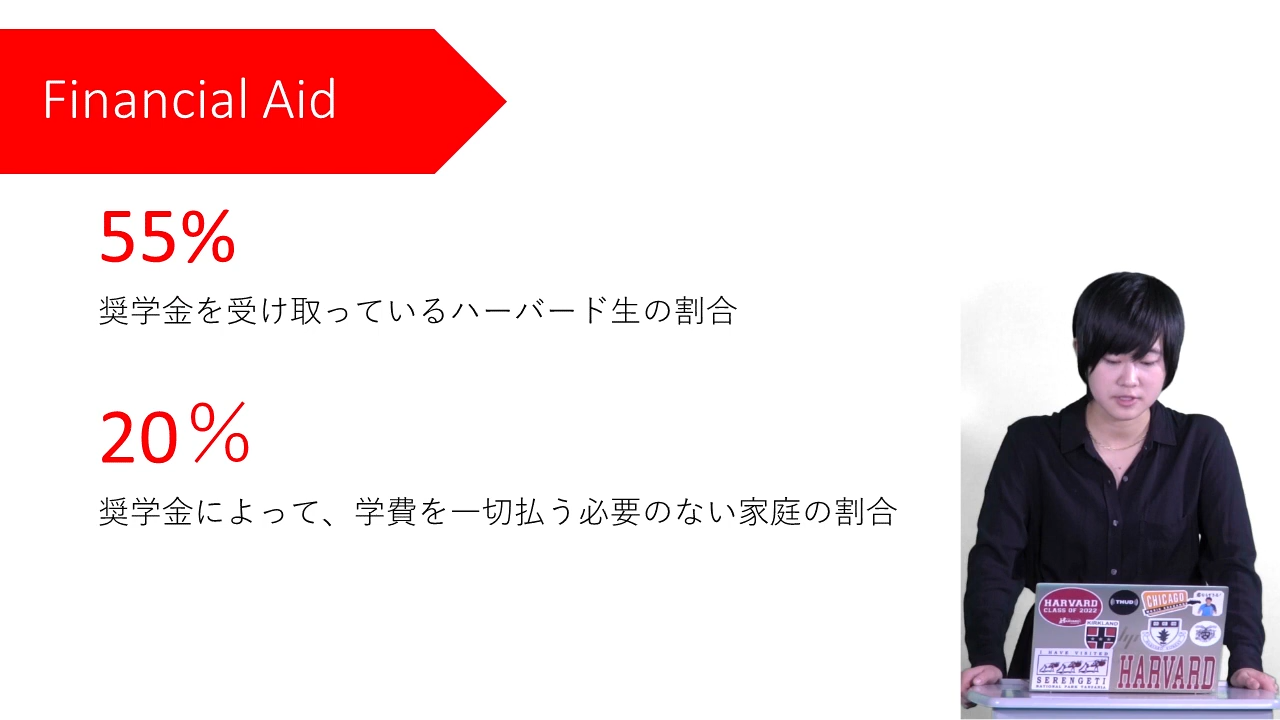 Financial Aid
55%
奨学金を受け取っているハーバード生の割合
20％
奨学金によって、学費を一切払う必要のない家庭の割合
HARVARD
CLASS OF 2022
THUD
CHICAGO
KIRKLAND
I HAVE VISITED
SERENGETI
NATIONAL PARK TANZANIA
HARVARD